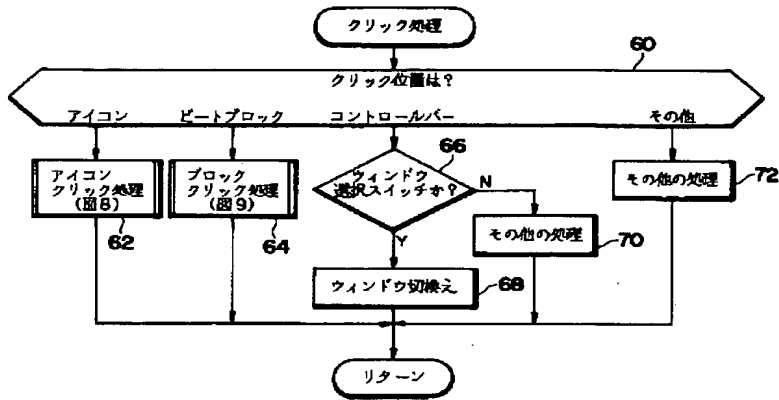 クリック処理
60
クリック位置は?
アイコン
ビートブロック
コントロールバー
その他
アイコン
クリック処理
(図8)
62
ブロック
クリック処理
(図9)
64
ウィンドウ
選択スイッチか?
66
N
Y
その他の処理
70
その他の処理
72
ウィンドウ切換え
68
リターン